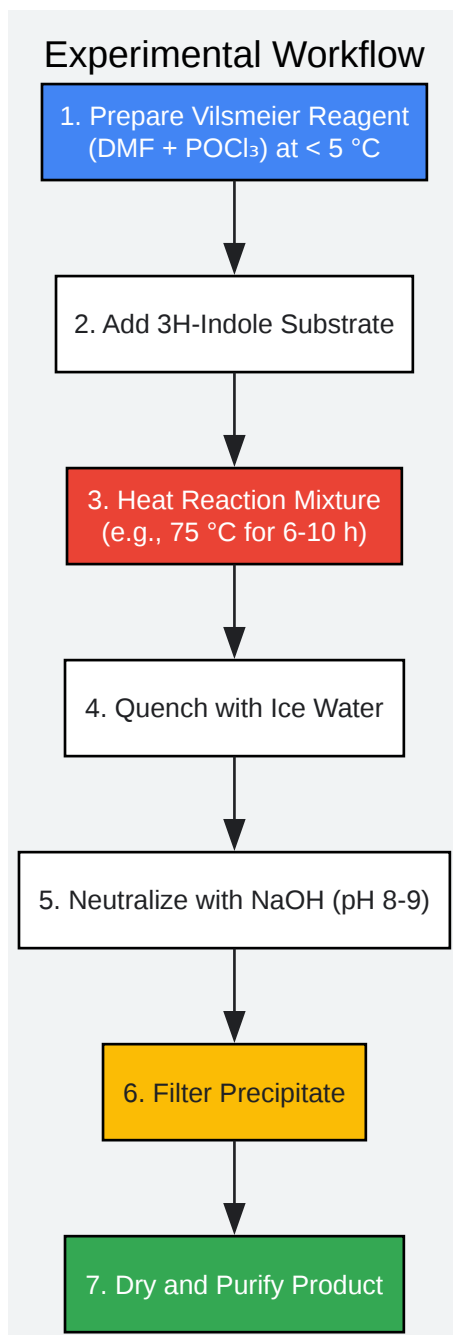 Experimental Workflow
1. Prepare Vilsmeier Reagent
(DMF + POCl₃) at < 5 °C
2. Add 3H-Indole Substrate
3. Heat Reaction Mixture
(e.g., 75 °C for 6-10 h)
4. Quench with Ice Water
5. Neutralize with NaOH (pH 8-9)
6. Filter Precipitate
7. Dry and Purify Product